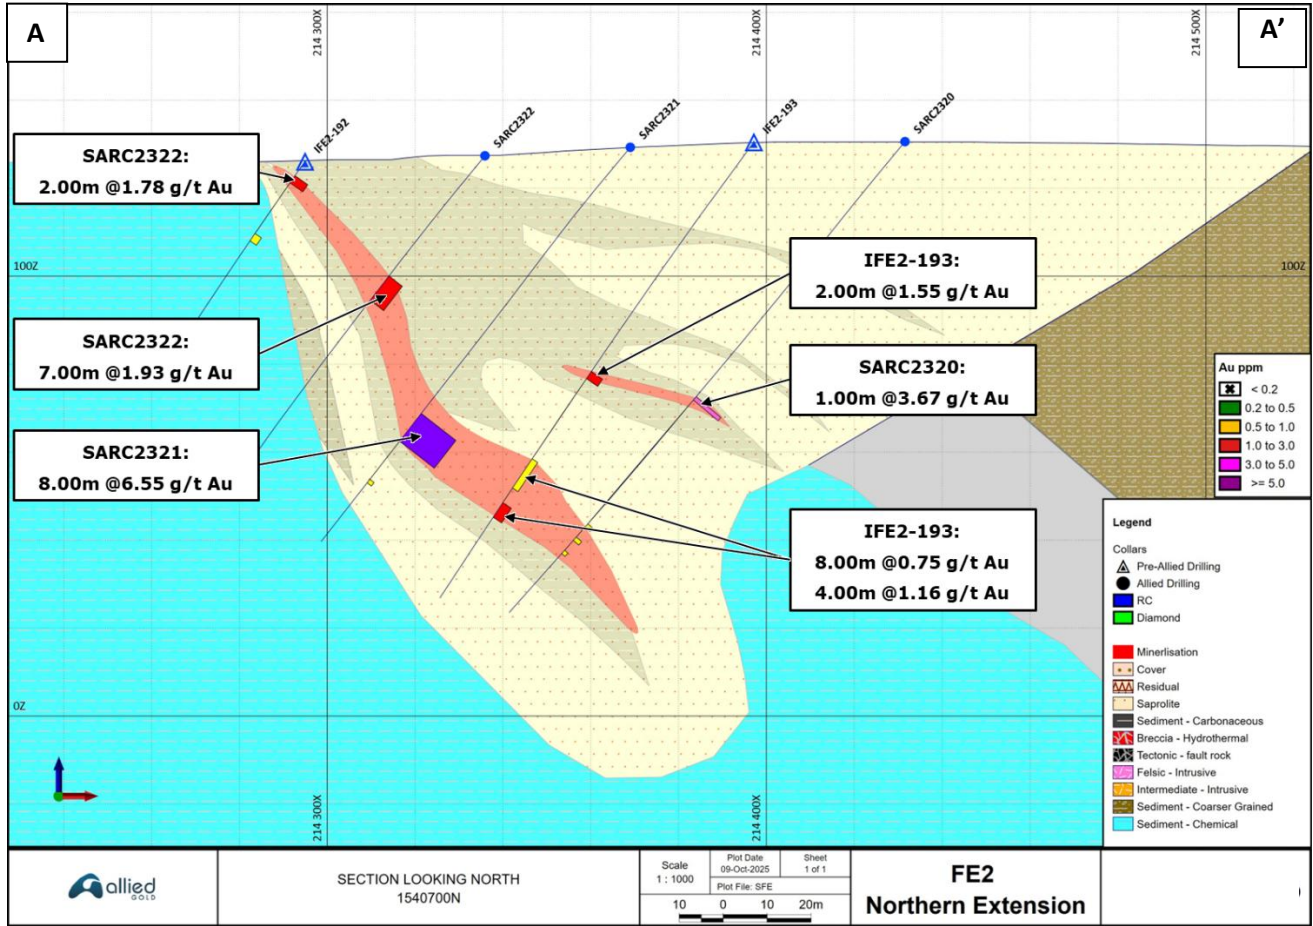 A
A’
214 300X
214 400X
214 500X
IFE2-192
SARC2322
SARC2321
IFE2-193
SARC2320
SARC2322:
2.00m @1.78 g/t Au
SARC2322:
7.00m @1.93 g/t Au
SARC2321:
8.00m @6.55 g/t Au
IFE2-193:
2.00m @1.55 g/t Au
SARC2320:
1.00m @3.67 g/t Au
IFE2-193:
8.00m @0.75 g/t Au
4.00m @1.16 g/t Au
100Z
100Z
0Z
214 300X
214 400X
Au ppm
< 0.2
0.2 to 0.5
0.5 to 1.0
1.0 to 3.0
3.0 to 5.0
>= 5.0
Legend
Collars
Pre-Allied Drilling
Allied Drilling
RC
Diamond
Minerlisation
Cover
Residual
Saprolite
Sediment - Carbonaceous
Breccia - Hydrothermal
Tectonic - fault rock
Felsic - Intrusive
Intermediate - Intrusive
Sediment - Coarser Grained
Sediment - Chemical
allied
GOLD
SECTION LOOKING NORTH
1540700N
Scale
1 : 1000
Plot Date
09-Oct-2025
Sheet
1 of 1
Plot File: SFE
10 0 10 20m
FE2
Northern Extension